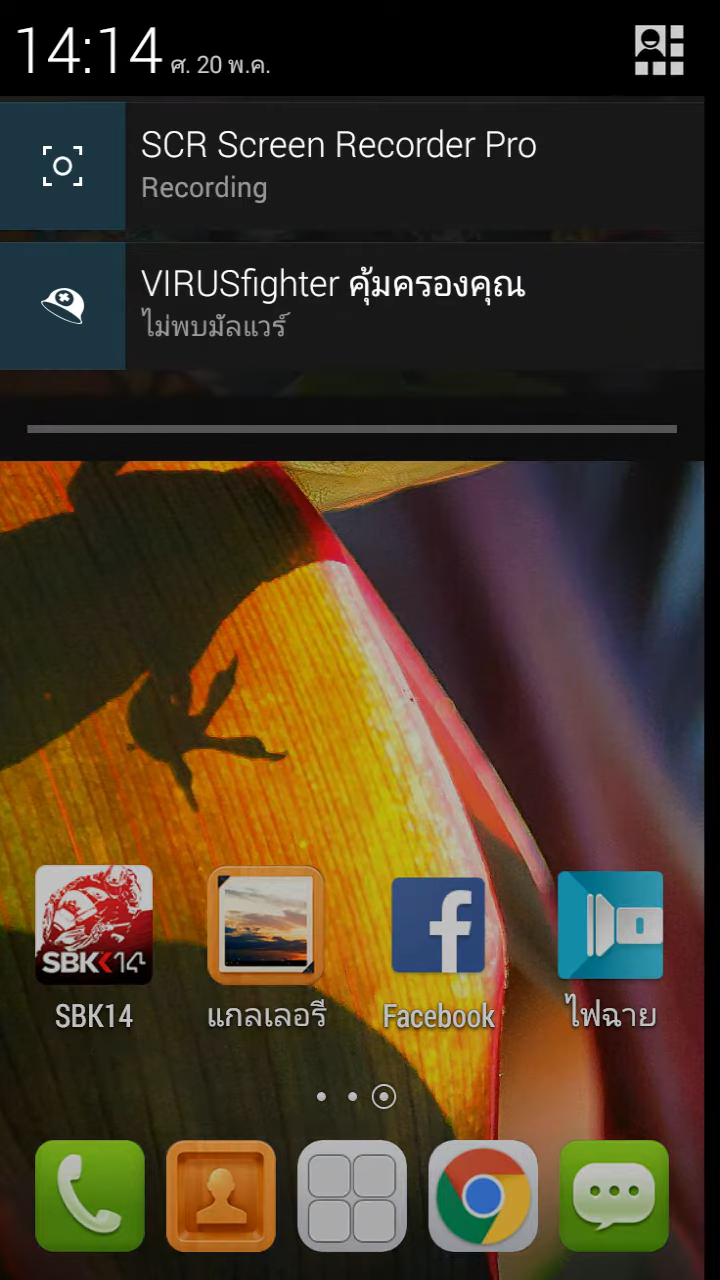 14:14 ศ. 20 พ.ค.
SCR Screen Recorder Pro
Recording
VIRUSfighter คุ้มครองคุณ
ไม่พบมัลแวร์
SBK14
SBK14 แกลเลอรี Facebook ไฟฉาย